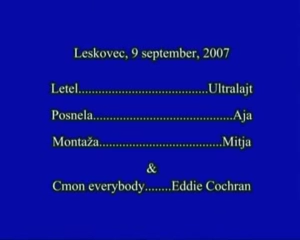 Leskovec, 9 september, 2007
Letel.......................................Ultralajt
Posnela..........................................Aja
Montaža.....................................Mitja
&
Cmon everybody........Eddie Cochran